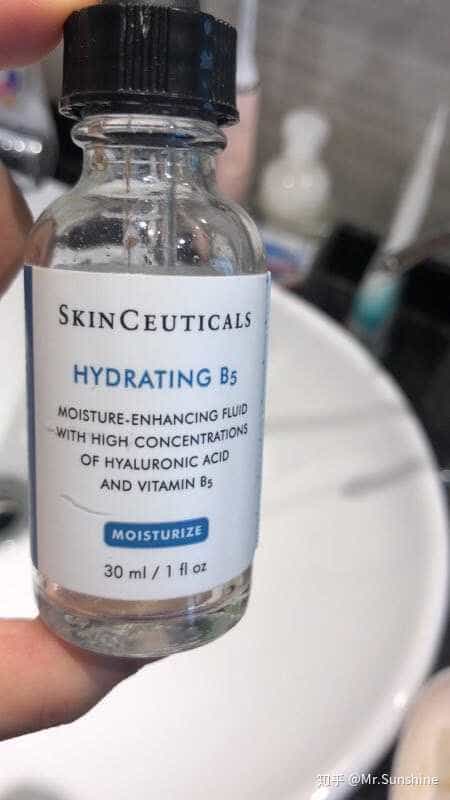 SKINCEUTICALS
HYDRATING B5
MOISTURE-ENHANCING FLUID
WITH HIGH CONCENTRATIONS
OF HYALURONIC ACID
AND VITAMIN B5
MOISTURIZE
30 ml / 1 fl oz
知乎 @Mr.Sunshine